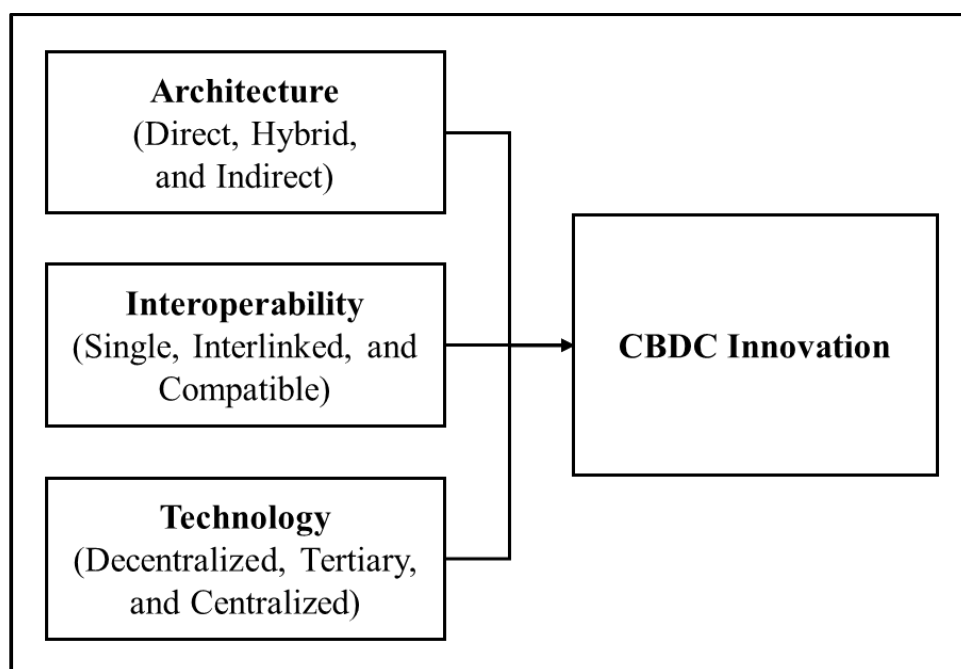 Architecture
(Direct, Hybrid,
and Indirect)
Interoperability
(Single, Interlinked, and
Compatible)
Technology
(Decentralized, Tertiary,
and Centralized)
CBDC Innovation